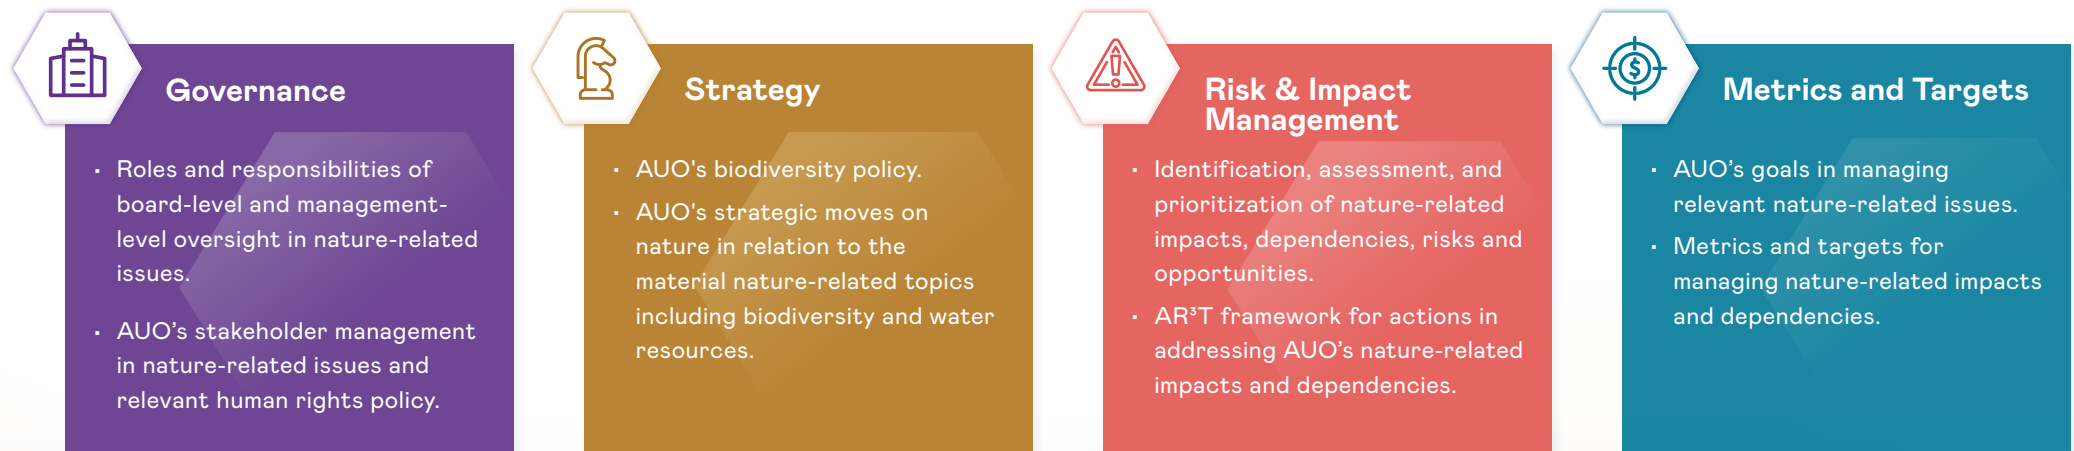 Governance
• Roles and responsibilities of
board-level and management-
level oversight in nature-related
issues.
• AUO’s stakeholder management
in nature-related issues and
relevant human rights policy.
Strategy
• AUO's biodiversity policy.
• AUO's strategic moves on
nature in relation to the
material nature-related topics
including biodiversity and water
resources.
Risk & Impact
Management
• Identification, assessment, and
prioritization of nature-related
impacts, dependencies, risks and
opportunities.
• AR³T framework for actions in
addressing AUO’s nature-related
impacts and dependencies.
$
Metrics and Targets
• AUO’s goals in managing
relevant nature-related issues.
• Metrics and targets for
managing nature-related impacts
and dependencies.